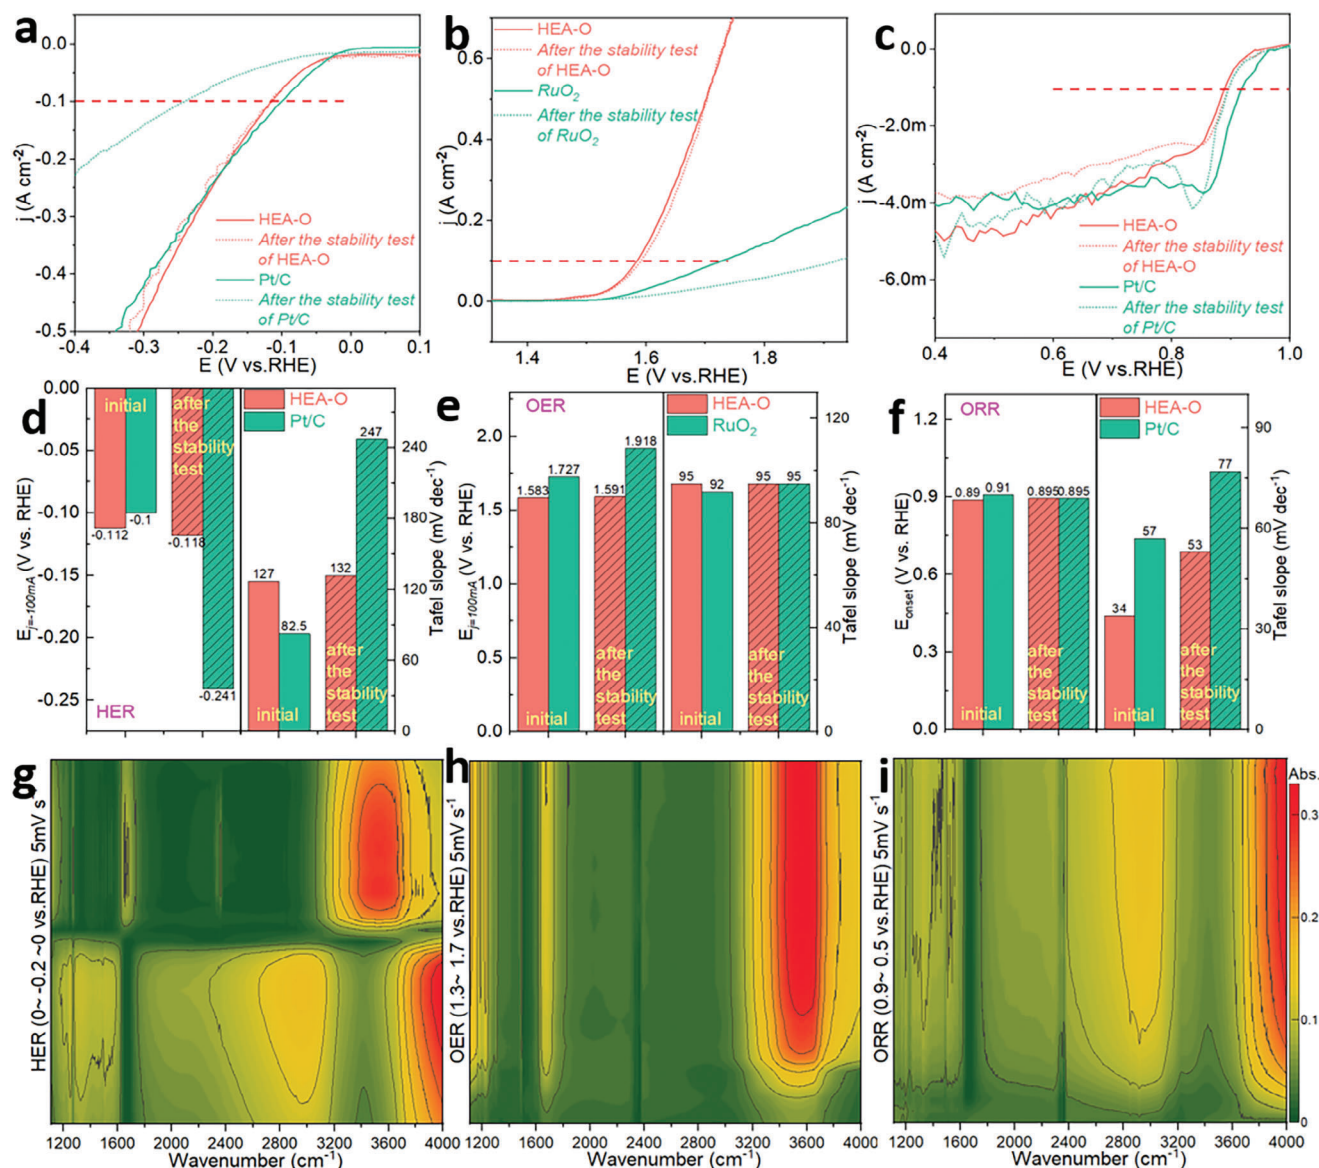 a
0.0
-0.1
-0.2
-0.3
-0.4
-0.5
j (A cm⁻²)
HEA-O
After the stability test
of HEA-O
Pt/C
After the stability test
of Pt/C
-0.4
-0.3
-0.2
-0.1
0.0
0.1
E (V vs.RHE)
b
0.6
0.4
0.2
0.0
j (A cm⁻²)
HEA-O
After the stability test
of HEA-O
RuO₂
After the stability test
of RuO₂
1.4
1.6
1.8
E (V vs.RHE)
c
0.0
-2.0m
-4.0m
-6.0m
j (A cm⁻²)
HEA-O
After the stability test
of HEA-O
Pt/C
After the stability test
of Pt/C
0.4
0.6
0.8
1.0
E (V vs.RHE)
d
0.00
-0.05
-0.10
-0.15
-0.20
-0.25
E j=-100mA (V vs. RHE)
initial
after
the
stability
test
HEA-O
Pt/C
-0.112
-0.1
-0.118
-0.241
HER
127
82.5
132
247
initial
after
the
stability
test
240
180
120
60
0
Tafel slope (mV dec⁻¹)
e
2.0
1.5
1.0
0.5
0.0
E j=100mA (V vs. RHE)
OER
HEA-O
RuO₂
1.583
1.727
1.591
1.918
95
92
95
95
initial
after
the
stability
test
initial
after
the
stability
test
120
80
40
0
Tafel slope (mV dec⁻¹)
f
1.2
0.9
0.6
0.3
0.0
E onset (V vs. RHE)
ORR
HEA-O
Pt/C
0.89
0.91
0.895
0.895
34
57
53
77
initial
after
the
stability
test
initial
after
the
stability
test
90
60
30
0
Tafel slope (mV dec⁻¹)
g
HER (0~ -0.2 ~0 vs.RHE) 5mV s⁻¹
1200
2000
2800
3600
4000
Wavenumber (cm⁻¹)
h
OER (1.3~ 1.7 vs.RHE) 5mV s⁻¹
1200
2000
2800
3600
4000
Wavenumber (cm⁻¹)
i
ORR (0.9~ 0.5 vs.RHE) 5mV s⁻¹
1200
2000
2800
3600
4000
Wavenumber (cm⁻¹)
Abs.
0.3
0.2
0.1
0